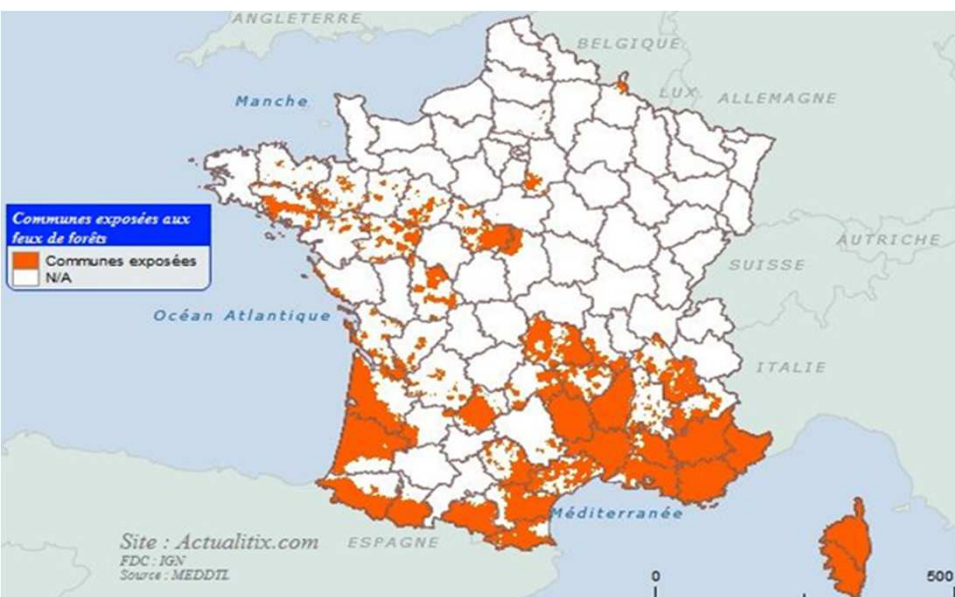 ANGLETERRE
BELGIQUE
LUX.
ALLEMAGNE
Manche
Communes exposées aux
feux de forêts
Communes exposées
N/A
AUTRICHE
SUISSE
Océan Atlantique
ITALIE
Méditerranée
Site : Actualitix.com
ESPAGNE
FDC : IGN
Source : MEDDTL
0
500